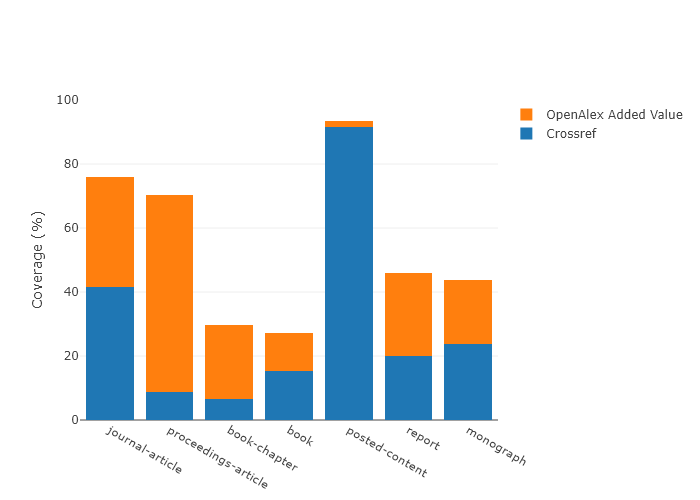 100
80
60
40
20
0
Coverage (%)
journal-article
proceedings-article
book-chapter
book
posted-content
report
monograph
OpenAlex Added Value
Crossref